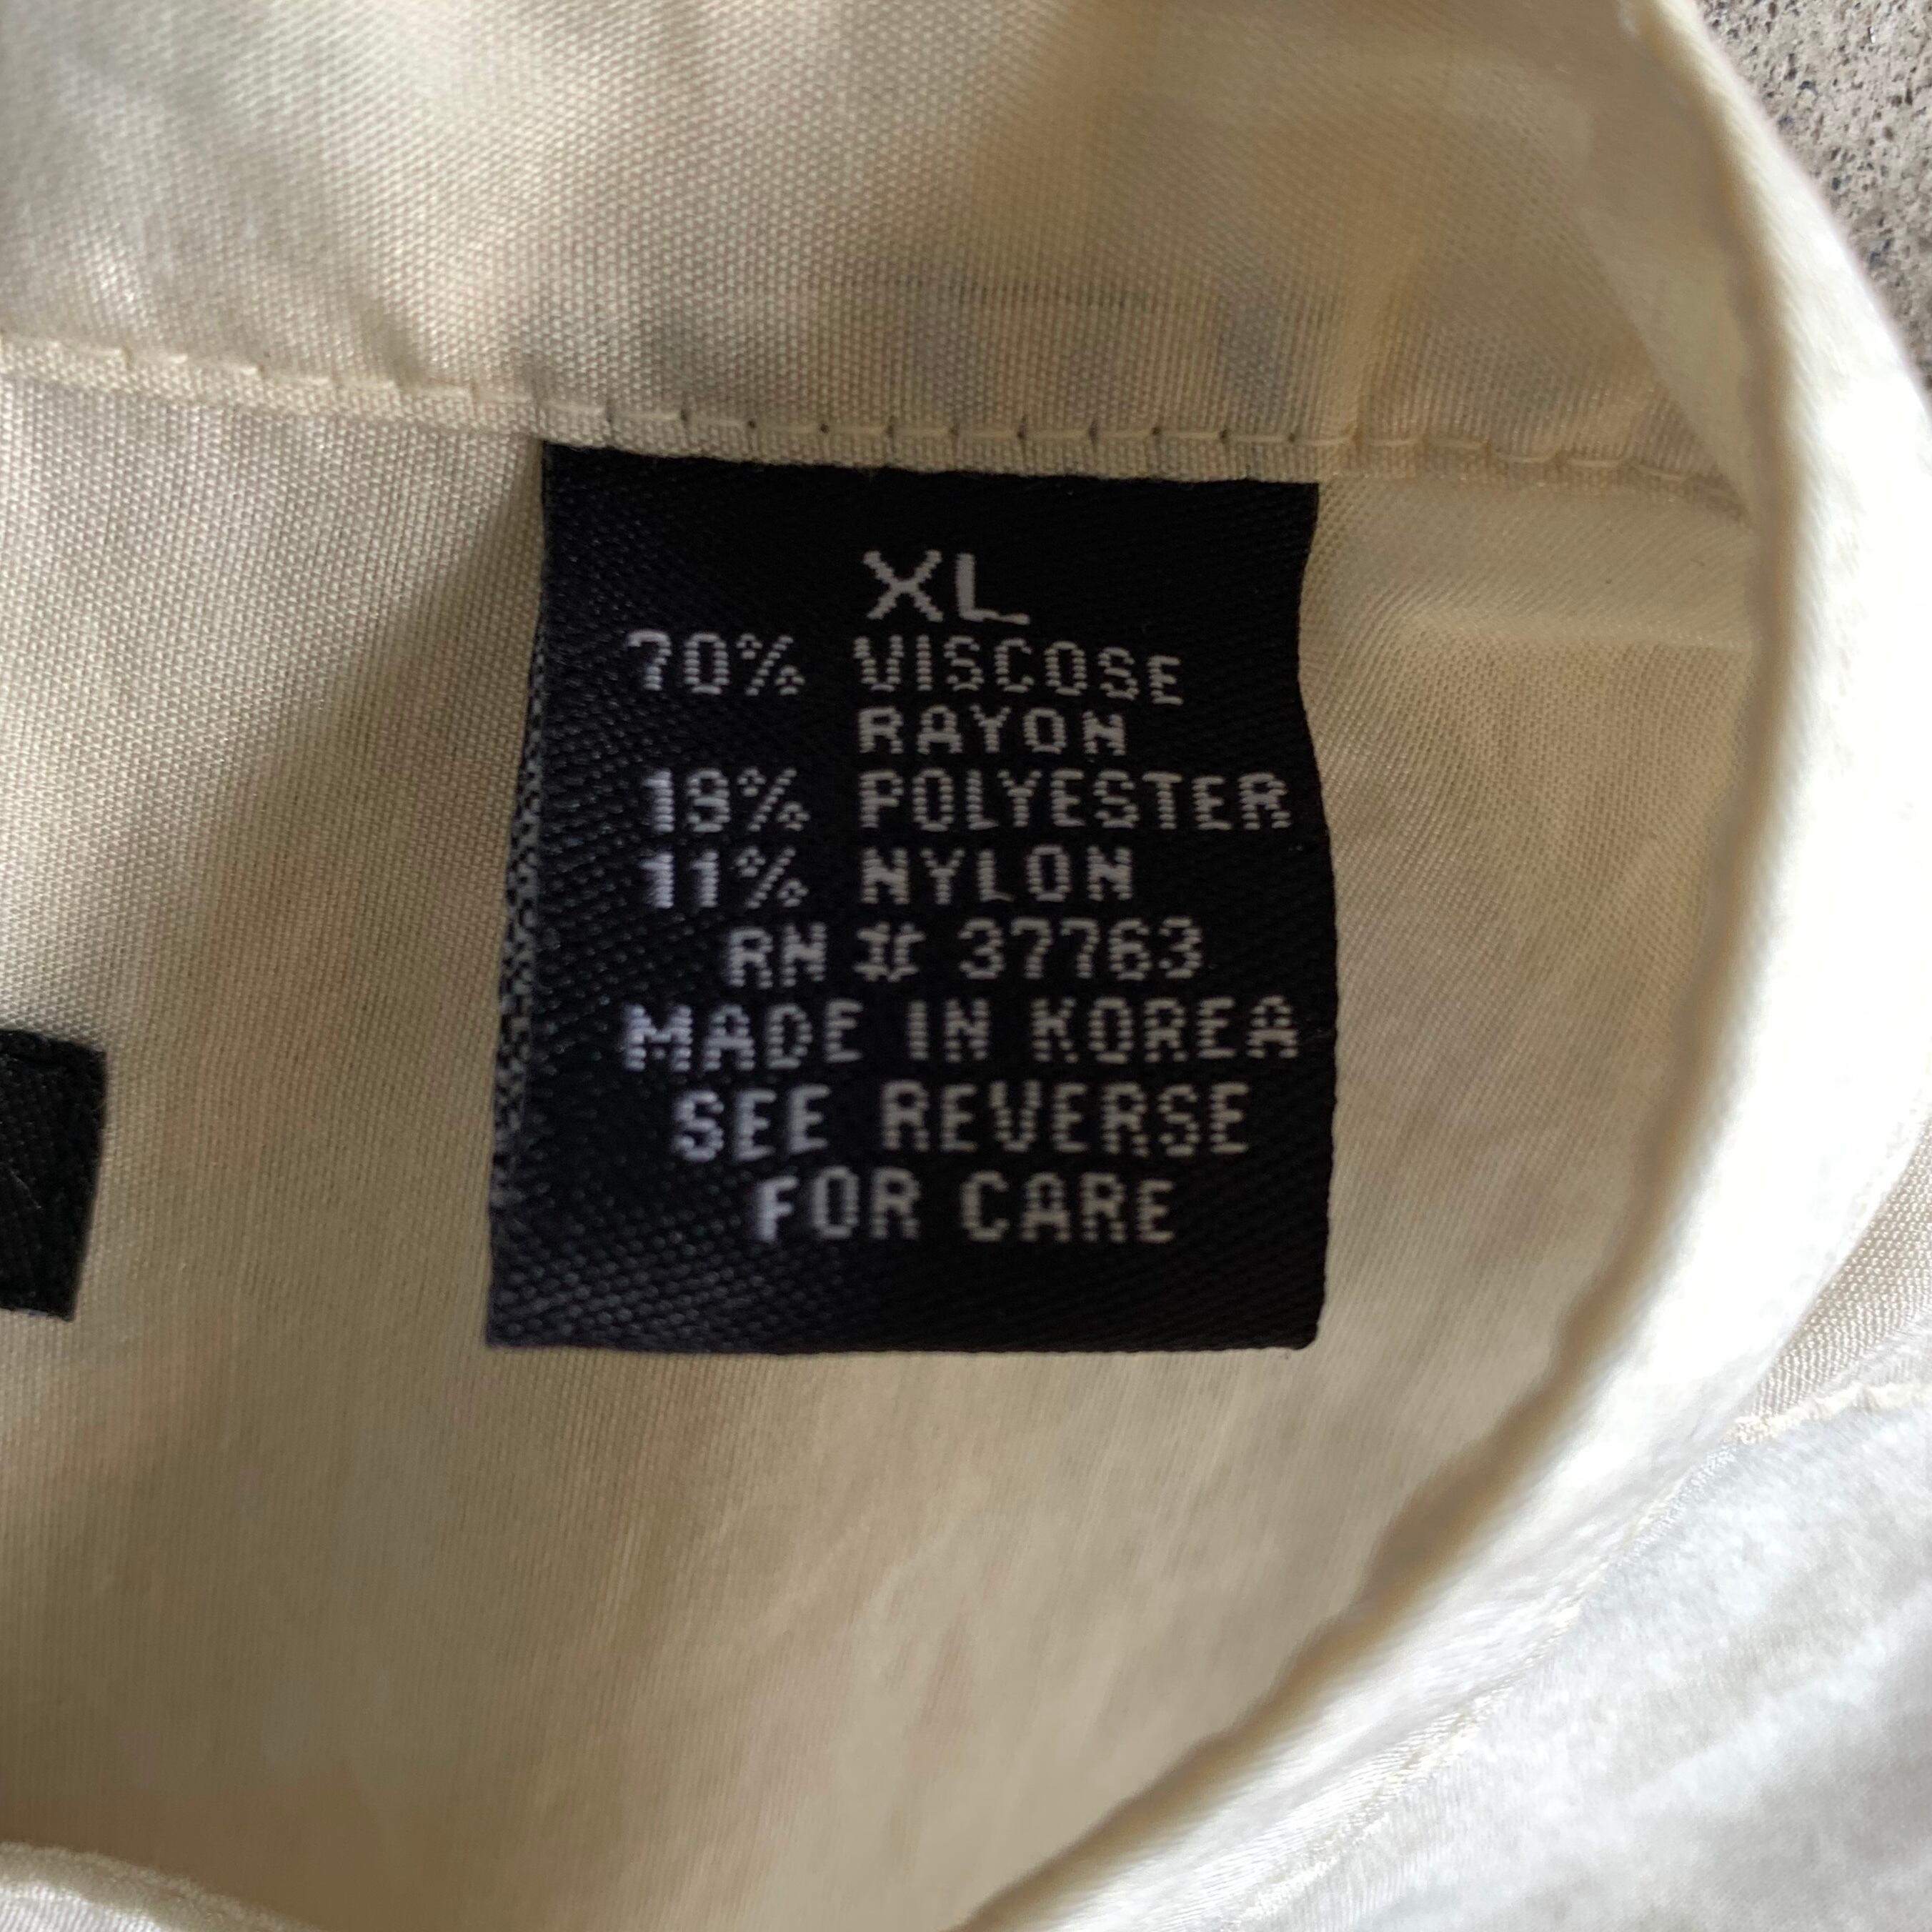 XL
70% VISCOSE
RAYON
19% POLYESTER
11% NYLON
RN # 37763
MADE IN KOREA
SEE REVERSE
FOR CARE